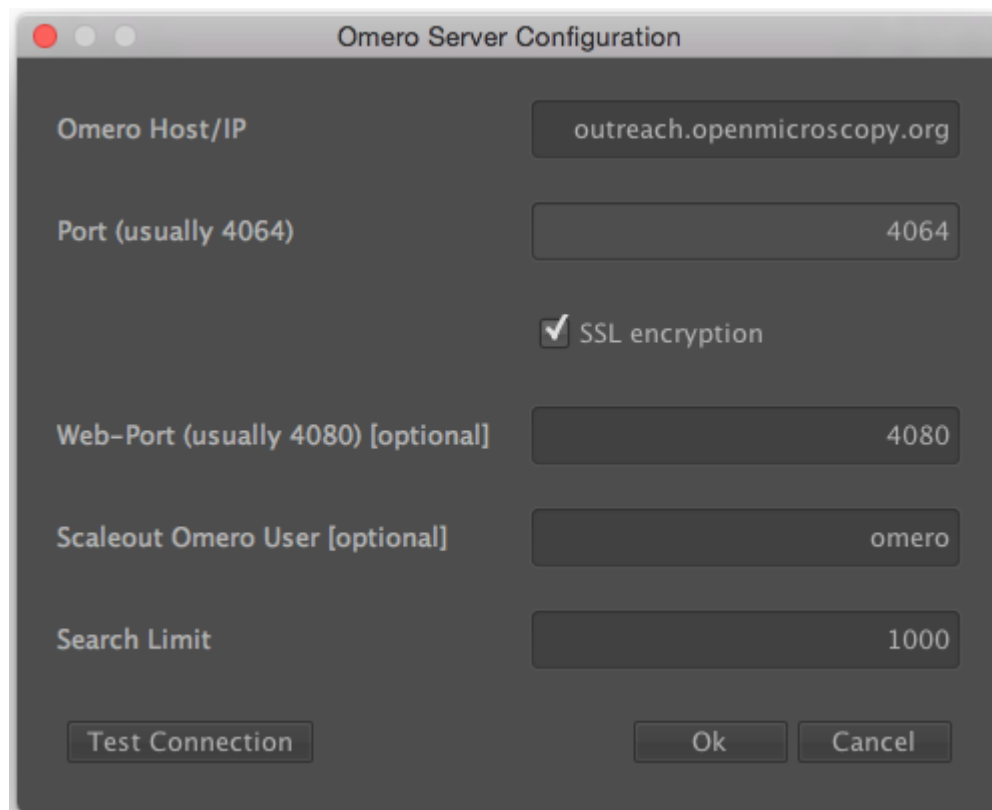 Omero Server Configuration
Omero Host/IP outreach.openmicroscopy.org
Port (usually 4064) 4064
SSL encryption
Web-Port (usually 4080) [optional] 4080
Scaleout Omero User [optional] omero
Search Limit 1000
Test Connection Ok Cancel